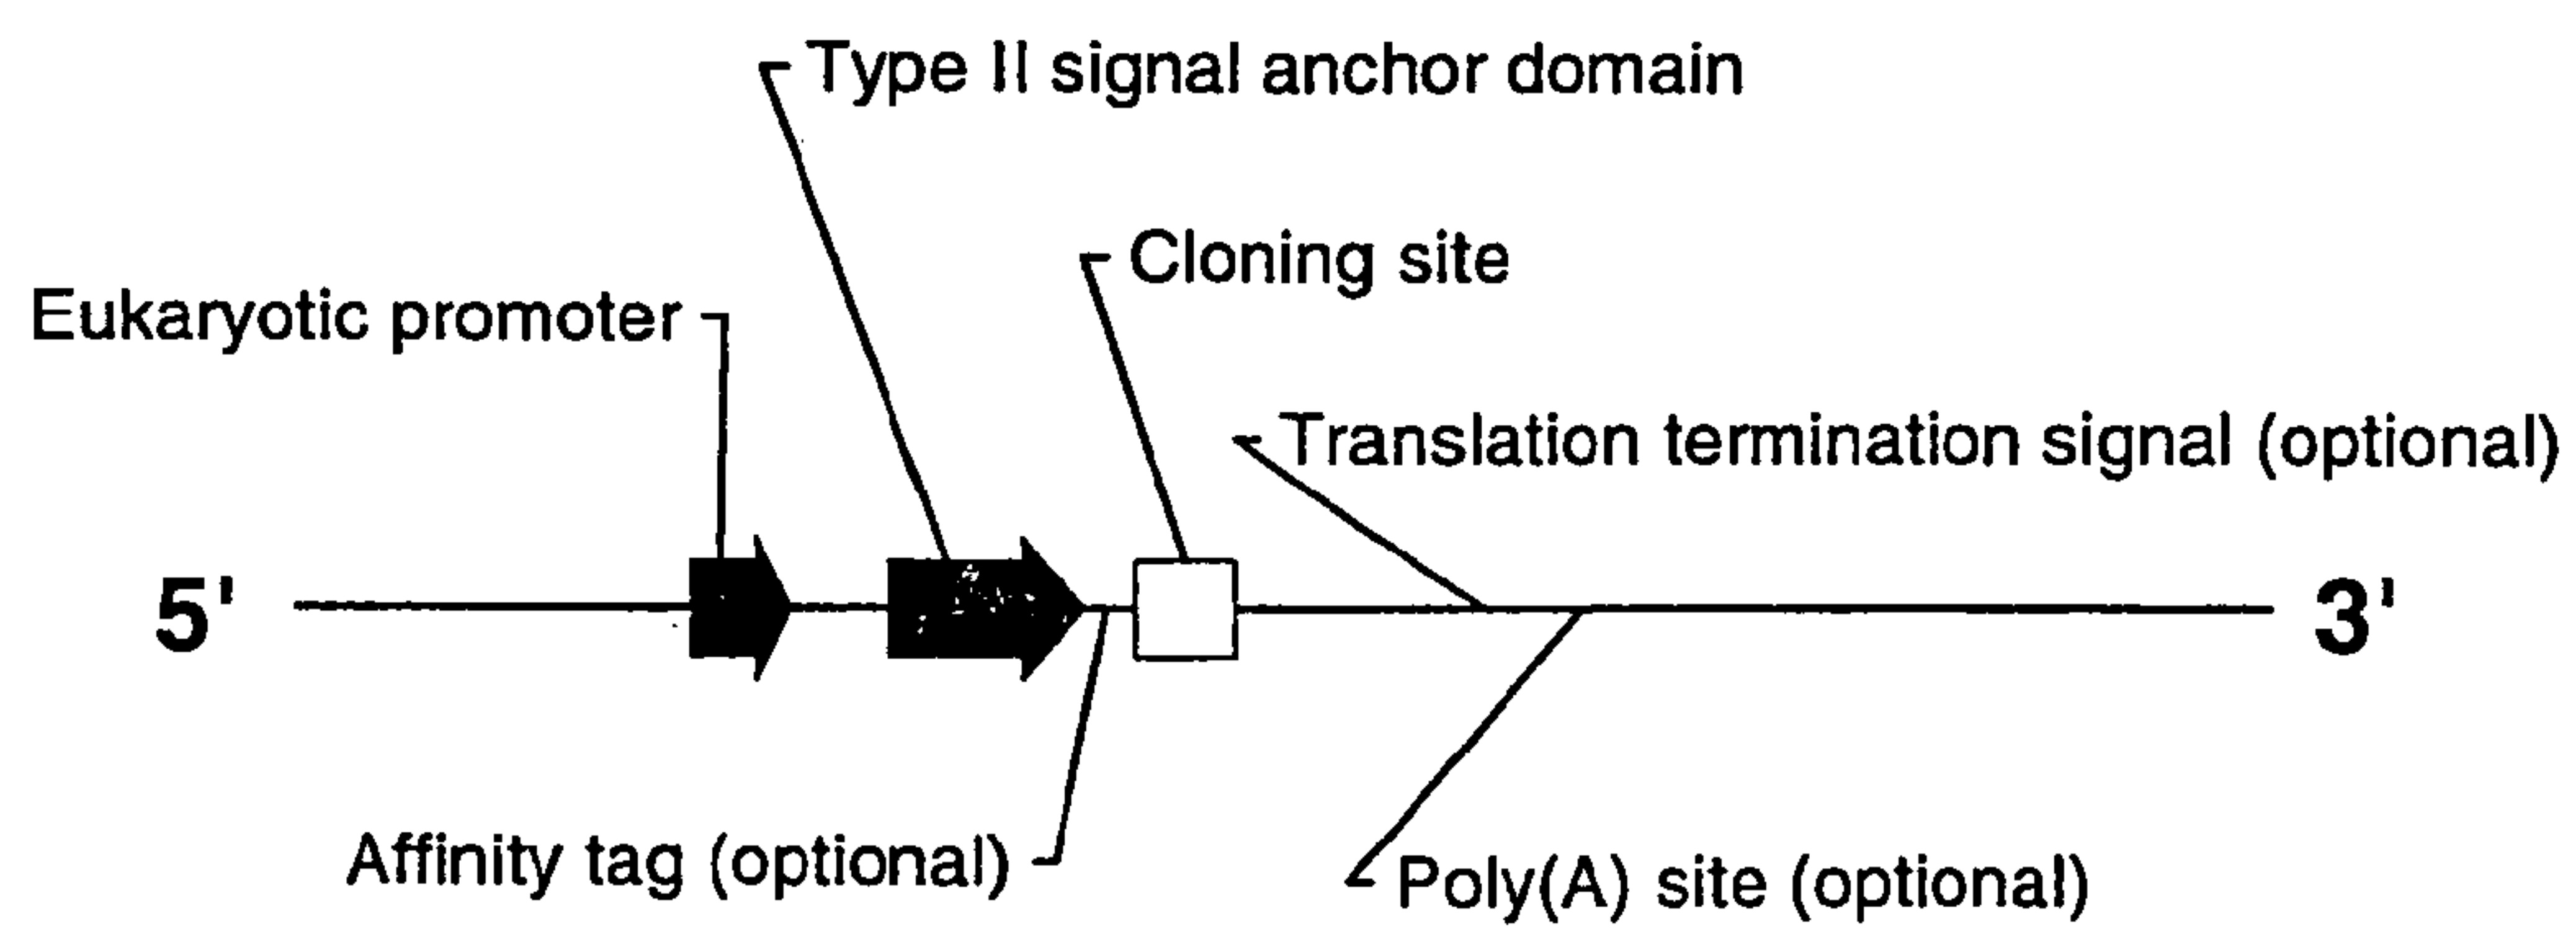 Type II signal anchor domain
Cloning site
Eukaryotic promoter
Translation termination signal (optional)
5' 3'
Affinity tag (optional)
Poly(A) site (optional)